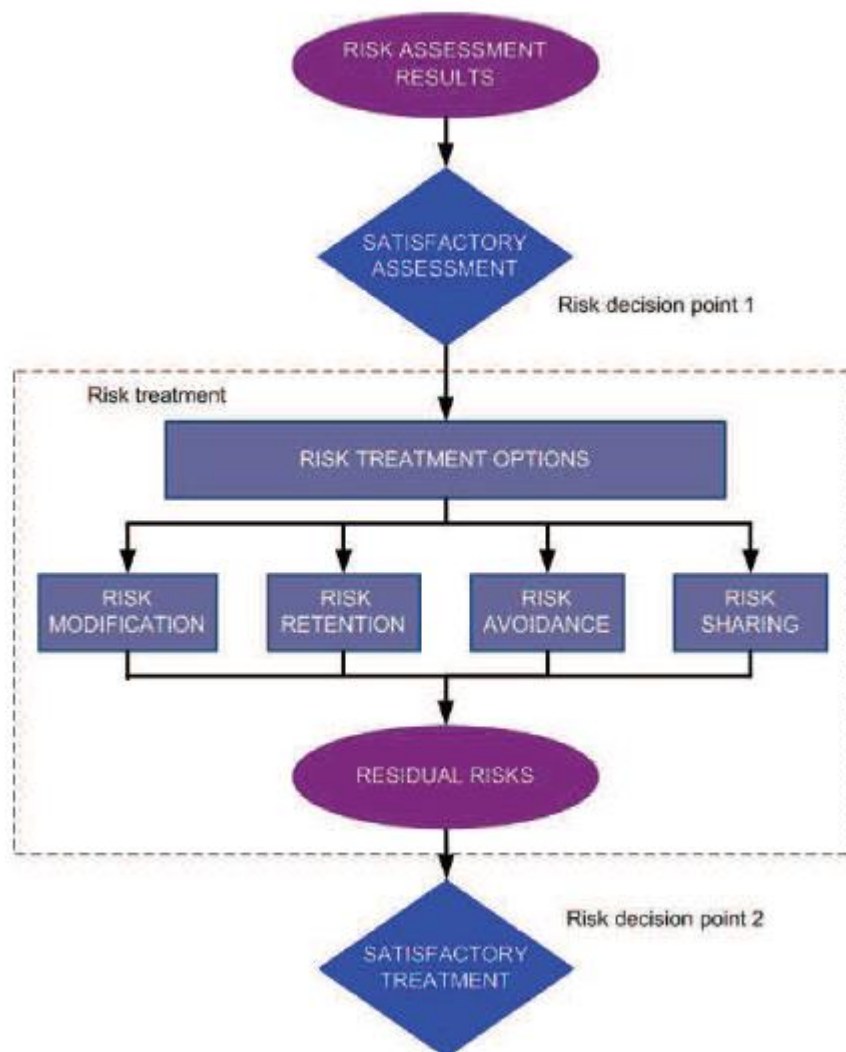 RISK ASSESSMENT
RESULTS
SATISFACTORY
ASSESSMENT
Risk decision point 1
Risk treatment
RISK TREATMENT OPTIONS
RISK
MODIFICATION
RISK
RETENTION
RISK
AVOIDANCE
RISK
SHARING
RESIDUAL RISKS
Risk decision point 2
SATISFACTORY
TREATMENT